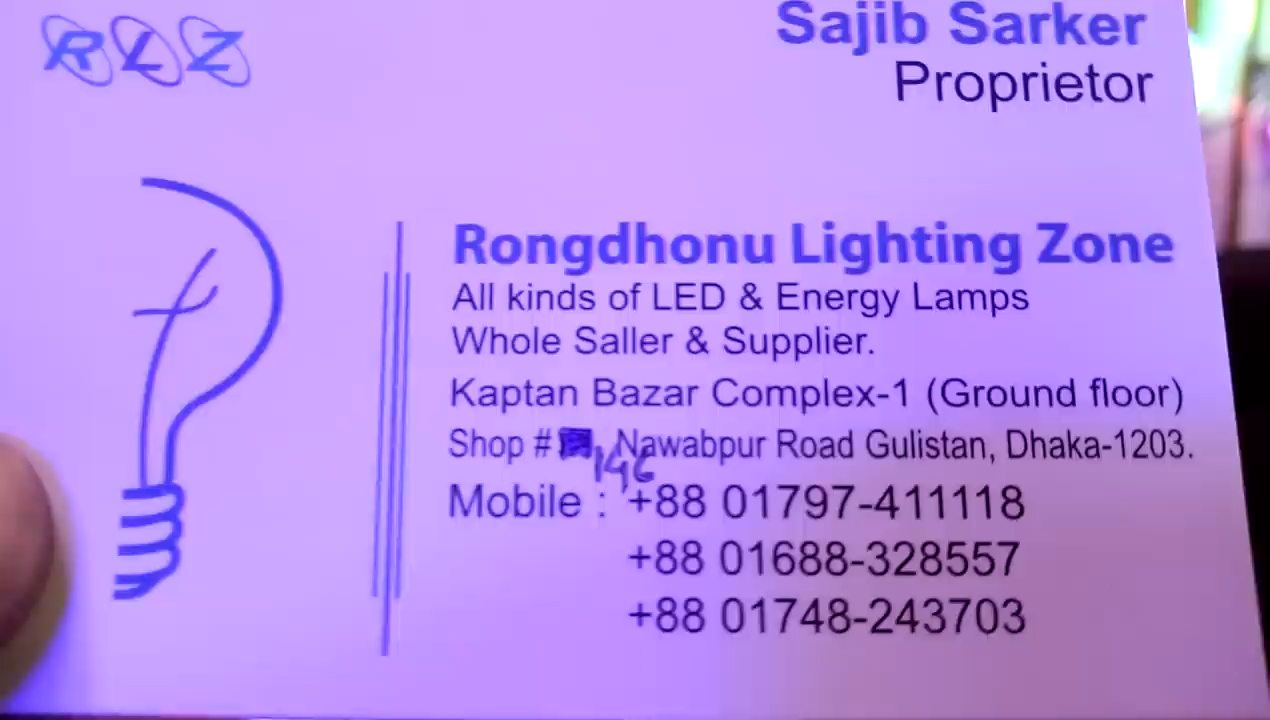 RLZ
Sajib Sarker
Proprietor
Rongdhonu Lighting Zone
All kinds of LED & Energy Lamps
Whole Saller & Supplier.
Kaptan Bazar Complex-1 (Ground floor)
Shop # 146, Nawabpur Road Gulistan, Dhaka-1203.
Mobile : +88 01797-411118
+88 01688-328557
+88 01748-243703